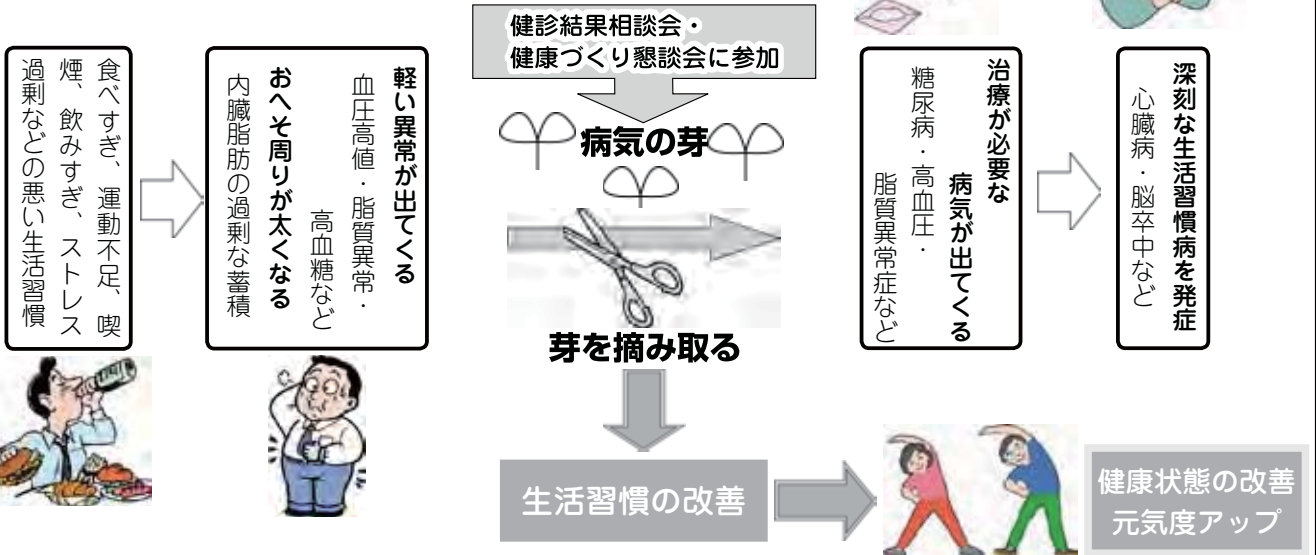 食べすぎ、運動不足、喫
煙、飲みすぎ、ストレス
過剰などの悪い生活習慣
軽い異常が出てくる
血圧高値・脂質異常・
高血糖など
おへそ周りが太くなる
内臓脂肪の過剰な蓄積
健診結果相談会・
健康づくり懇談会に参加
病気の芽
芽を摘み取る
治療が必要な
病気が出てくる
糖尿病・高血圧・
脂質異常症など
深刻な生活習慣病を発症
心臓病・脳卒中など
生活習慣の改善
健康状態の改善
元気度アップ